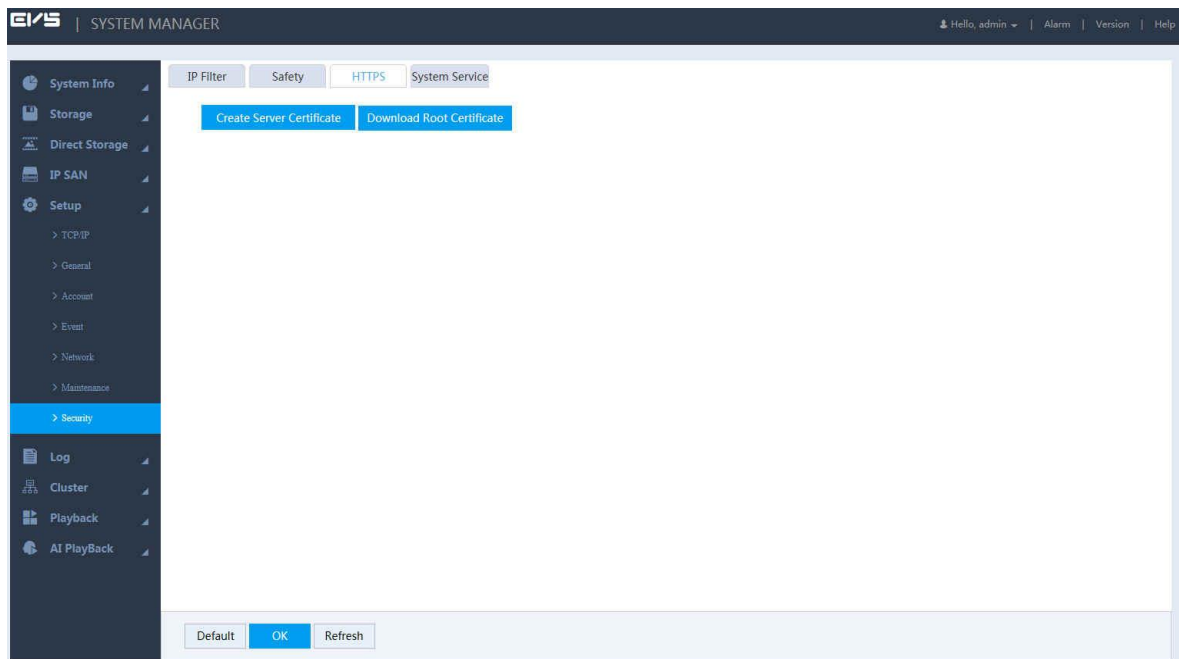 EVS | SYSTEM MANAGER
Hello, admin | Alarm | Version | Help
System Info
Storage
Direct Storage
IP SAN
Setup
> TCP/IP
> General
> Account
> Event
> Network
> Maintenance
> Security
Log
Cluster
Playback
AI PlayBack
IP Filter Safety HTTPS System Service
Create Server Certificate Download Root Certificate
Default OK Refresh